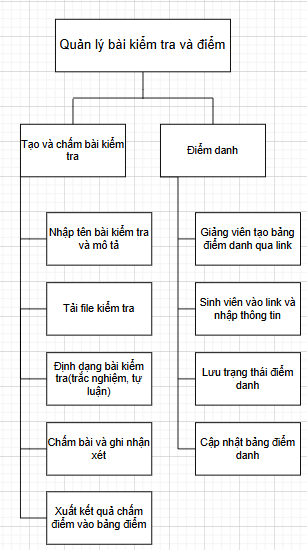 Quản lý bài kiểm tra và điểm
Tạo và chấm bài kiểm
tra
Điểm danh
Nhập tên bài kiểm tra
và mô tả
Giảng viên tạo bảng
điểm danh qua link
Tải file kiểm tra
Sinh viên vào link và
nhập thông tin
Định dạng bài kiểm
tra(trắc nghiệm, tự
luận)
Lưu trạng thái điểm
danh
Chấm bài và ghi nhận
xét
Cập nhật bảng điểm
danh
Xuất kết quả chấm
điểm vào bảng điểm